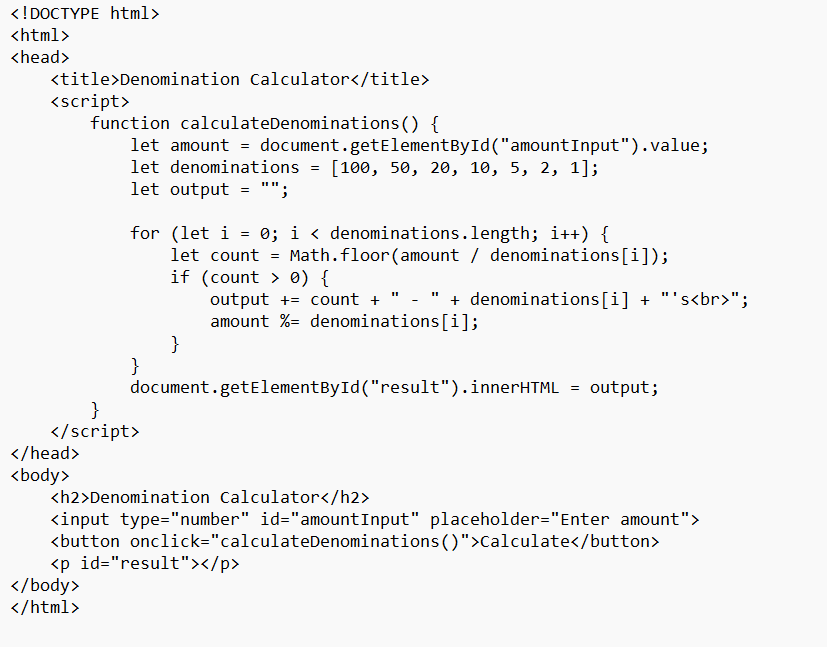 <!DOCTYPE html>
<html>
<head>
    <title>Denomination Calculator</title>
    <script>
        function calculateDenominations() {
            let amount = document.getElementById("amountInput").value;
            let denominations = [100, 50, 20, 10, 5, 2, 1];
            let output = "";

            for (let i = 0; i < denominations.length; i++) {
                let count = Math.floor(amount / denominations[i]);
                if (count > 0) {
                    output += count + " - " + denominations[i] + "'s<br>";
                    amount %= denominations[i];
                }
            }
            document.getElementById("result").innerHTML = output;
        }
    </script>
</head>
<body>
    <h2>Denomination Calculator</h2>
    <input type="number" id="amountInput" placeholder="Enter amount">
    <button onclick="calculateDenominations()">Calculate</button>
    <p id="result"></p>
</body>
</html>